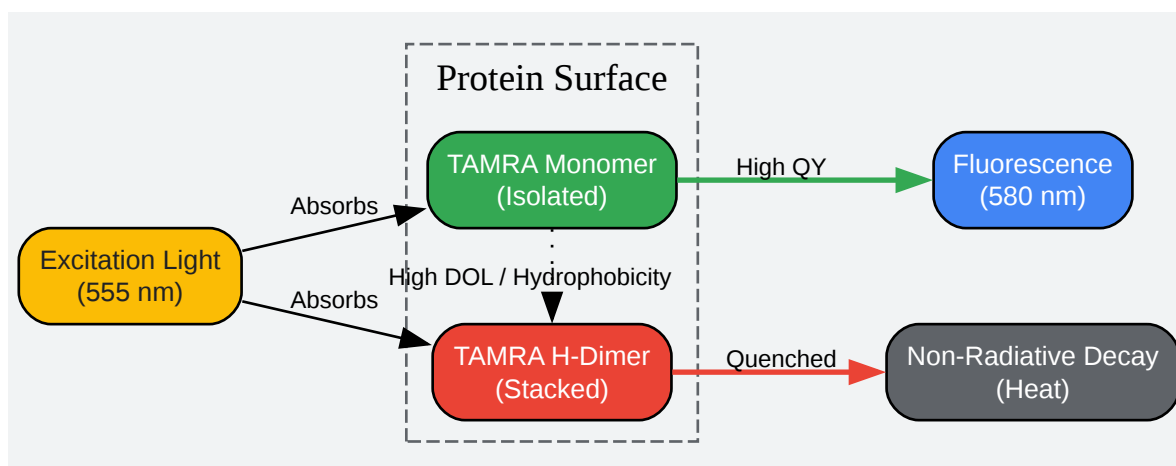 Protein Surface
TAMRA Monomer
(Isolated)
High QY
Fluorescence
(580 nm)
Absorbs
Excitation Light
(555 nm)
High DOL / Hydrophobicity
Absorbs
TAMRA H-Dimer
(Stacked)
Quenched
Non-Radiative Decay
(Heat)